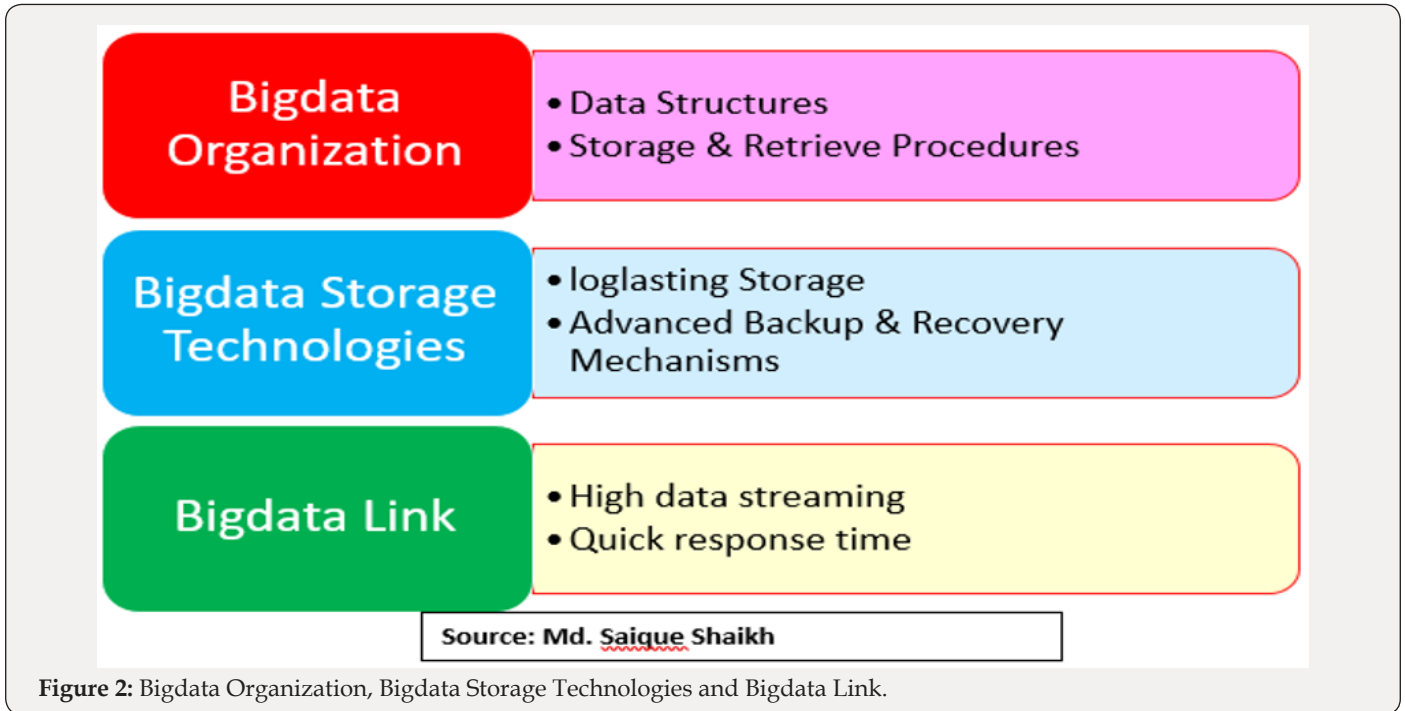 Bigdata
Organization
• Data Structures
• Storage & Retrieve Procedures
Bigdata Storage
Technologies
• loglasting Storage
• Advanced Backup & Recovery
Mechanisms
Bigdata Link
• High data streaming
• Quick response time
Source: Md. Saique Shaikh
Figure 2: Bigdata Organization, Bigdata Storage Technologies and Bigdata Link.